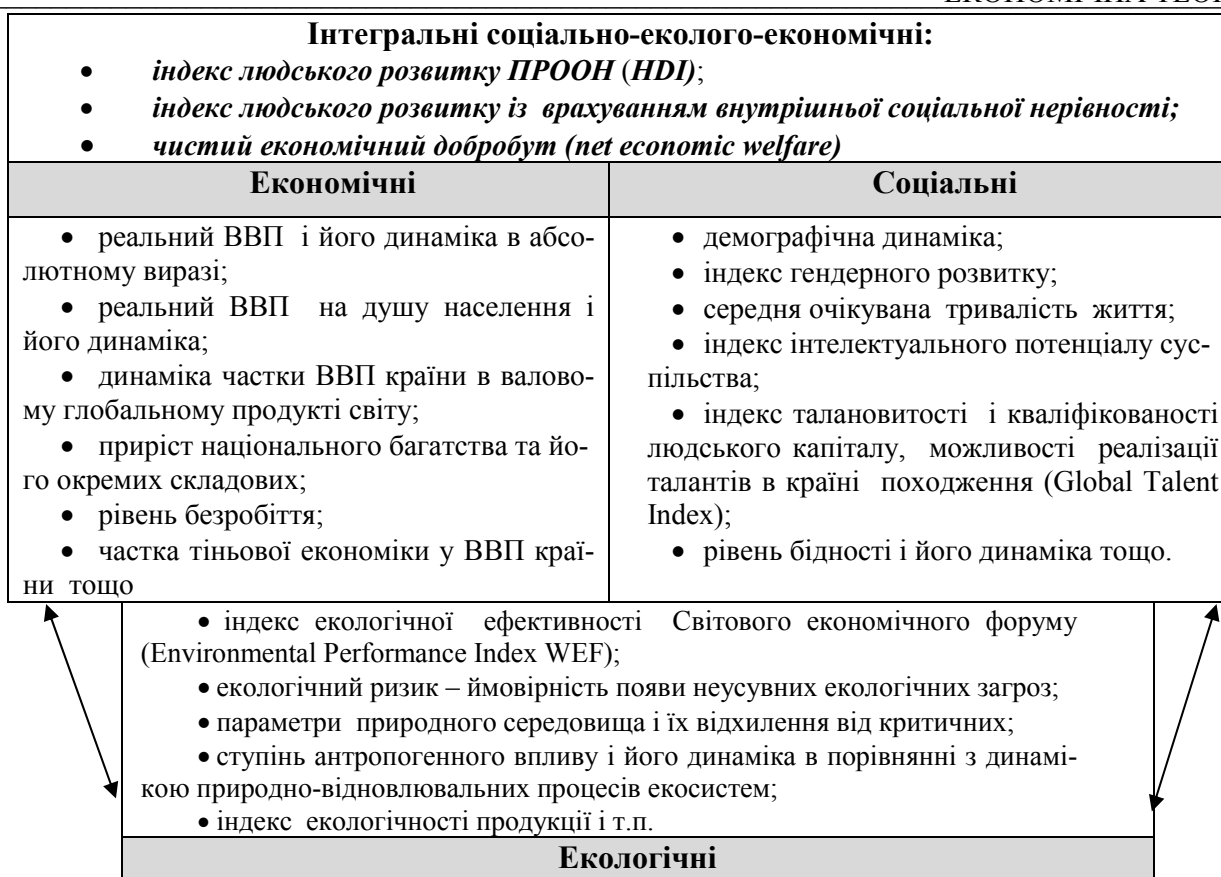 Інтегральні соціально-еколого-економічні:
• індекс людського розвитку ПРООН (HDI);
• індекс людського розвитку із врахуванням внутрішньої соціальної нерівності;
• чистий економічний добробут (net economic welfare)
Економічні
• реальний ВВП і його динаміка в абсо-
лютному виразі;
• реальний ВВП на душу населення і
його динаміка;
• динаміка частки ВВП країни в валово-
му глобальному продукті світу;
• приріст національного багатства та йо-
го окремих складових;
• рівень безробіття;
• частка тіньової економіки у ВВП краї-
ни тощо
Соціальні
• демографічна динаміка;
• індекс гендерного розвитку;
• середня очікувана тривалість життя;
• індекс інтелектуального потенціалу сус-
пільства;
• індекс талановитості і кваліфікованості
людського капіталу, можливості реалізації
талантів в країні походження (Global Talent
Index);
• рівень бідності і його динаміка тощо.
• індекс екологічної ефективності Світового економічного форуму
(Environmental Performance Index WEF);
• екологічний ризик – ймовірність появи неусувних екологічних загроз;
• параметри природного середовища і їх відхилення від критичних;
• ступінь антропогенного впливу і його динаміка в порівнянні з динамі-
кою природно-відновлювальних процесів екосистем;
• індекс екологічності продукції і т.п.
Екологічні